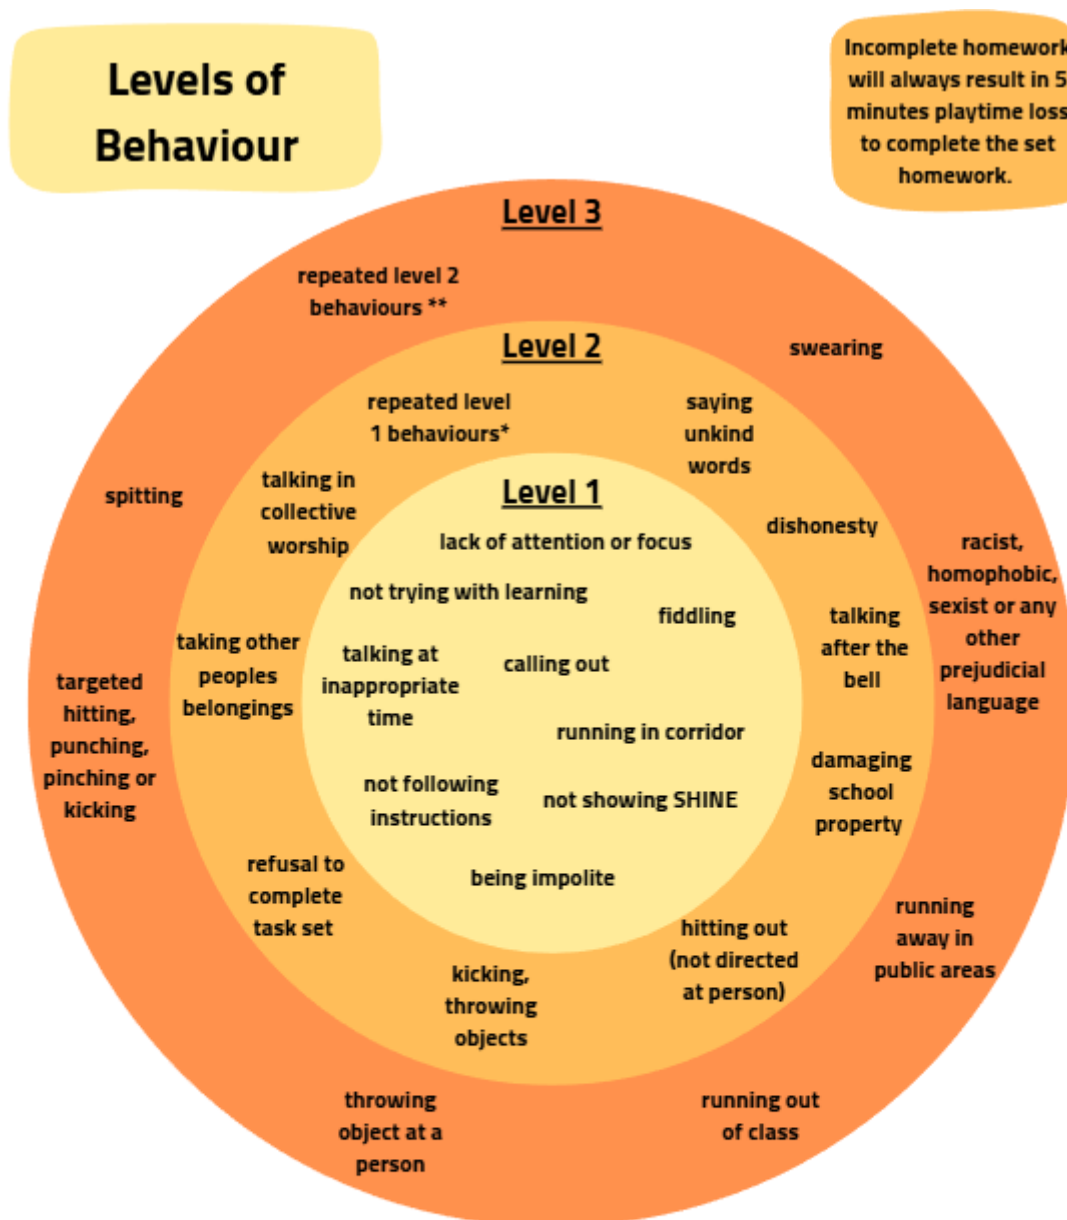 Levels of
Behaviour
Incomplete homework
will always result in 5
minutes playtime loss
to complete the set
homework.
Level 3
repeated level 2
behaviours **
swearing
spitting
racist,
homophobic,
sexist or any
other
prejudicial
language
targeted
hitting,
punching,
pinching or
kicking
running
away in
public areas
throwing
object at a
person
running out
of class
Level 2
repeated level
1 behaviours*
saying
unkind
words
talking in
collective
worship
dishonesty
taking other
peoples
belongings
talking
after the
bell
damaging
school
property
refusal to
complete
task set
hitting out
(not directed
at person)
kicking,
throwing
objects
Level 1
lack of attention or focus
not trying with learning
fiddling
talking at
inappropriate
time
calling out
running in corridor
not following
instructions
not showing SHINE
being impolite